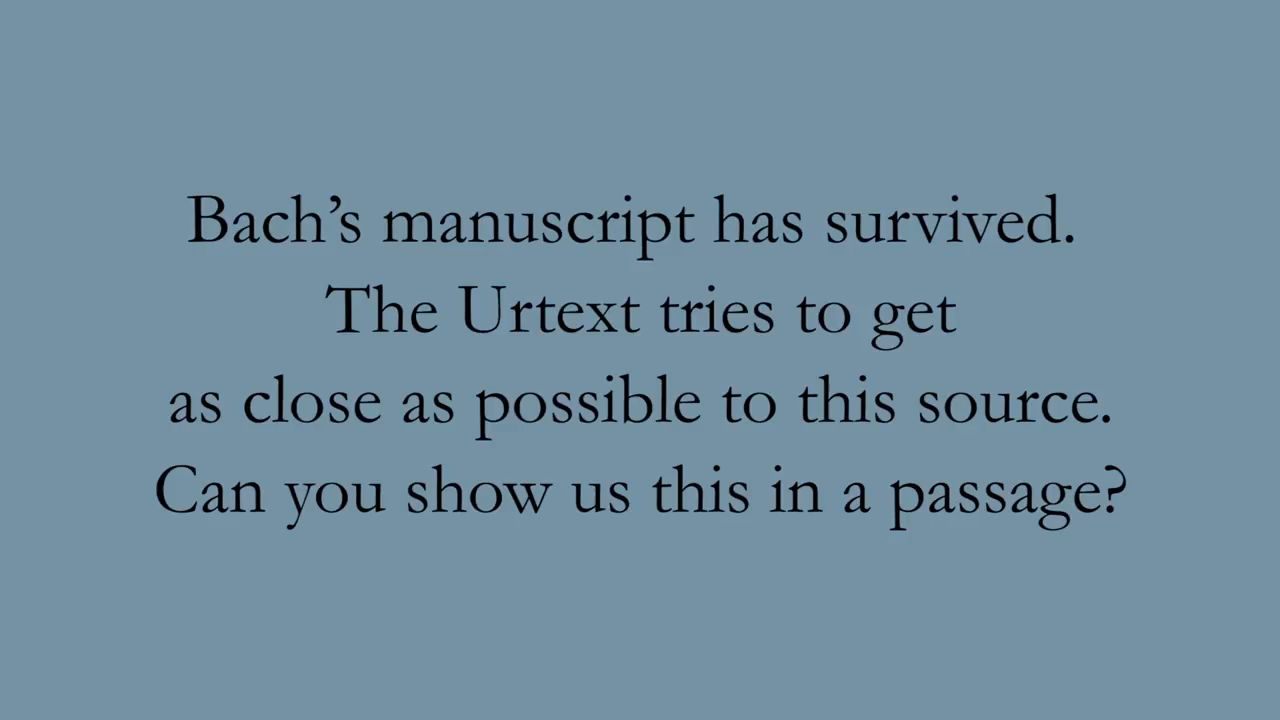 Bach’s manuscript has survived.
The Urtext tries to get
as close as possible to this source.
Can you show us this in a passage?